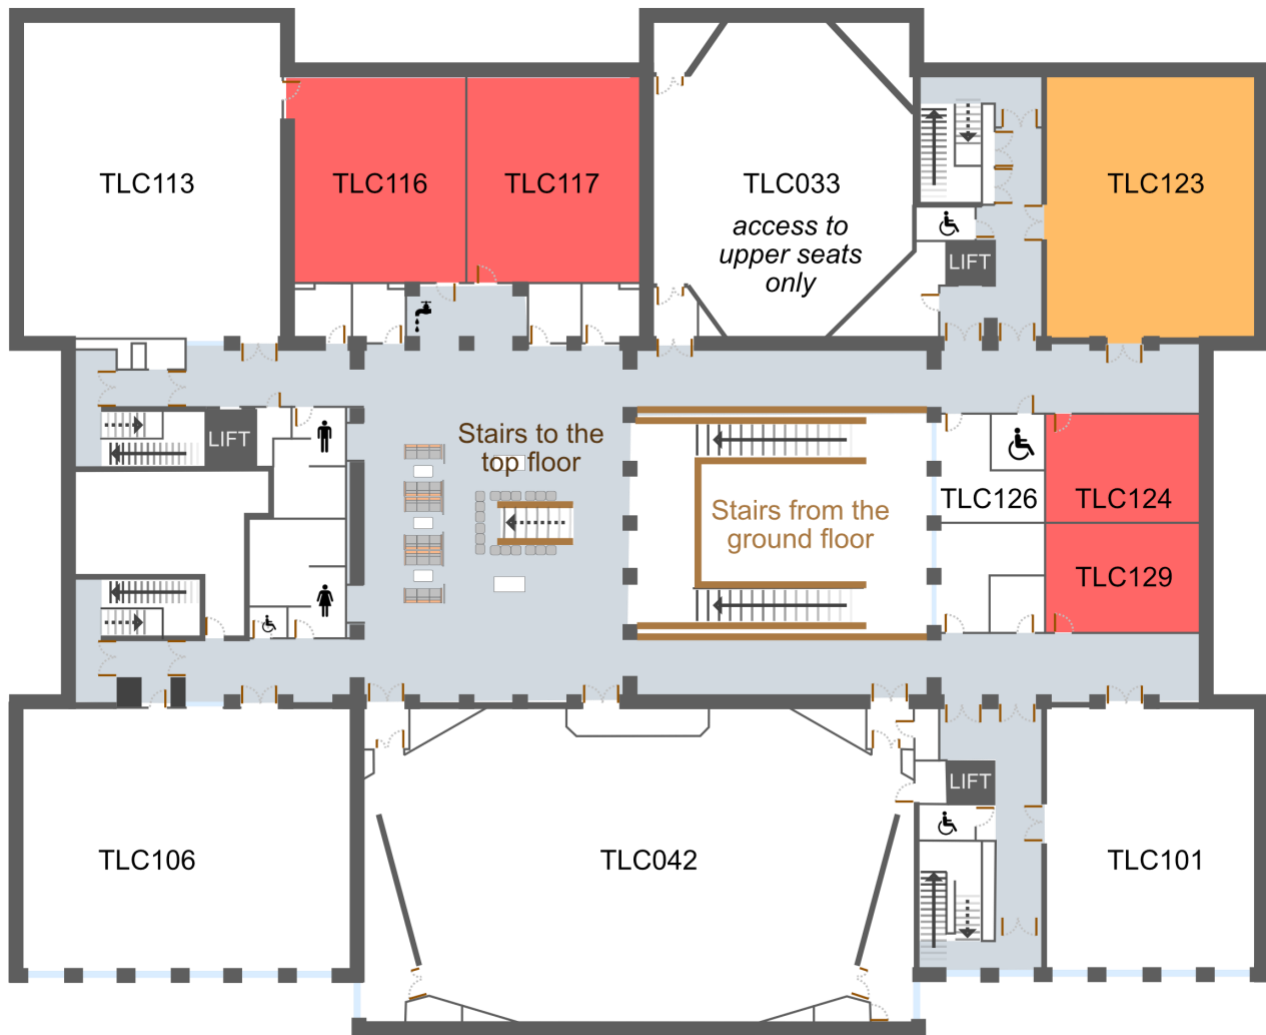 TLC113
TLC116
TLC117
TLC033
access to
upper seats
only
TLC123
LIFT
LIFT
Stairs to the
top floor
Stairs from the
ground floor
TLC126
TLC124
TLC129
LIFT
TLC106
TLC042
TLC101